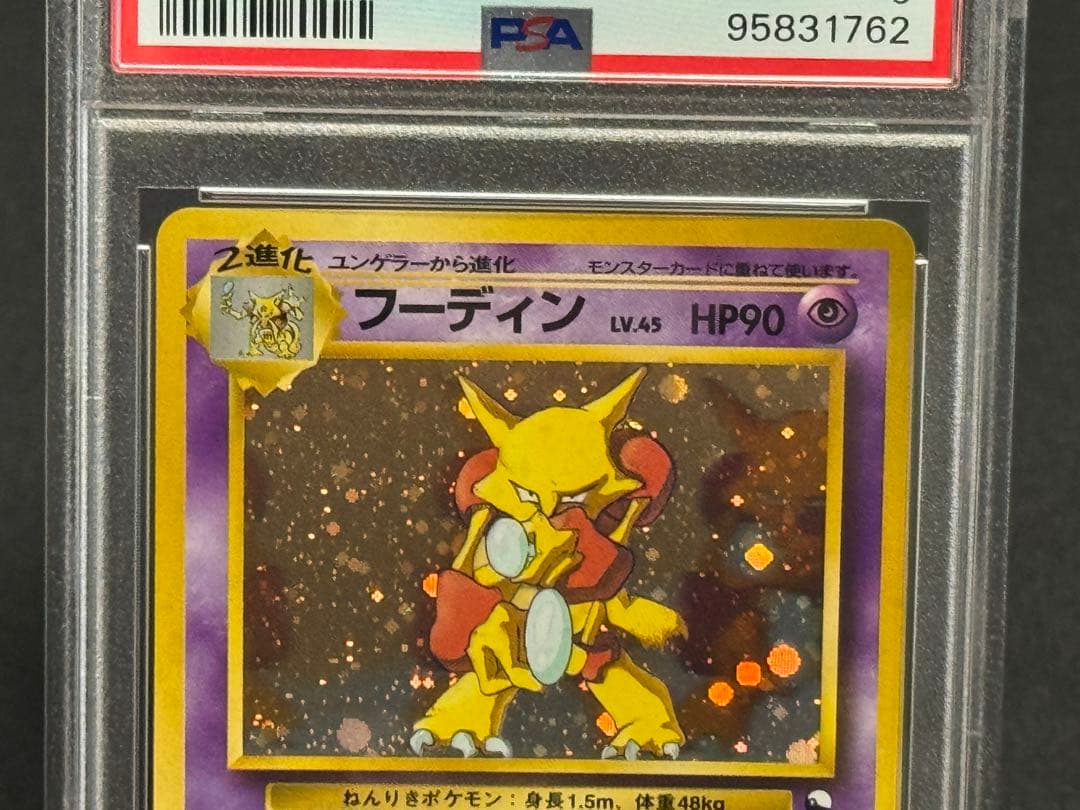 PSA
95831762
2進化
ユンゲラーから進化
モンスターカードに重ねて使います。
フーディン LV.45 HP90
ねんりきポケモン：身長1.5m、体重48kg